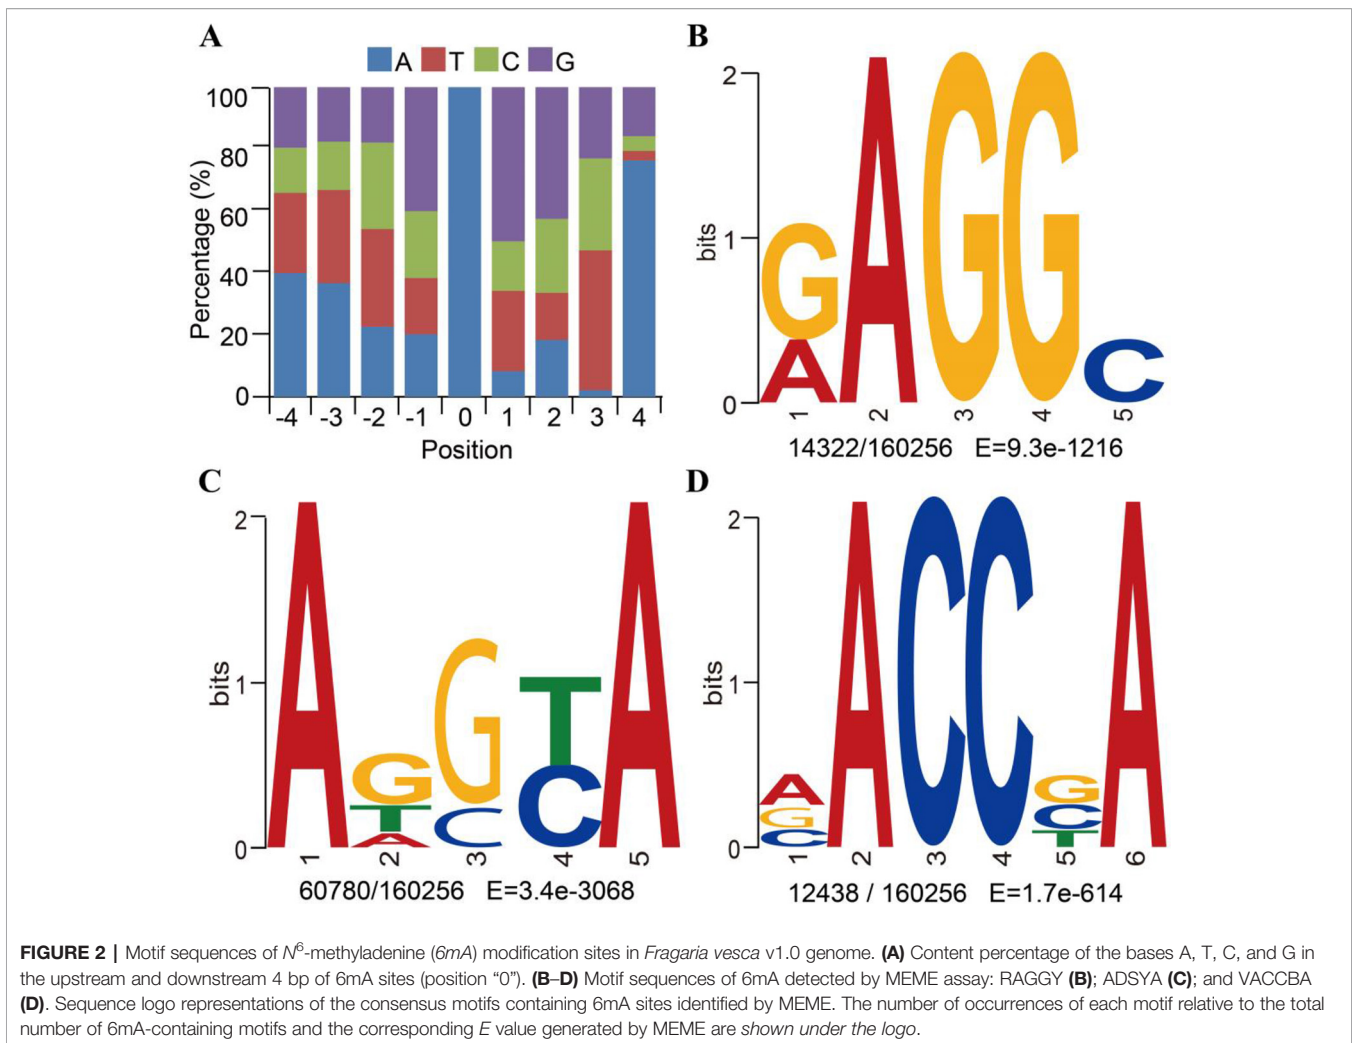 A
A T C G
100
80
60
40
20
0
Percentage (%)
-4 -3 -2 -1 0 1 2 3 4
Position
B
2
1
0
bits
G A A G G C
1 2 3 4 5
14322/160256 E=9.3e-1216
C
2
1
0
bits
A G T A G C T C A
1 2 3 4 5
60780/160256 E=3.4e-3068
D
2
1
0
bits
A G C A C C G C T A
1 2 3 4 5 6
12438 / 160256 E=1.7e-614
FIGURE 2 | Motif sequences of N⁶-methyladenine (6mA) modification sites in Fragaria vesca v1.0 genome. (A) Content percentage of the bases A, T, C, and G in
the upstream and downstream 4 bp of 6mA sites (position “0”). (B–D) Motif sequences of 6mA detected by MEME assay: RAGGY (B); ADSYA (C); and VACCBA
(D). Sequence logo representations of the consensus motifs containing 6mA sites identified by MEME. The number of occurrences of each motif relative to the total
number of 6mA-containing motifs and the corresponding E value generated by MEME are shown under the logo.